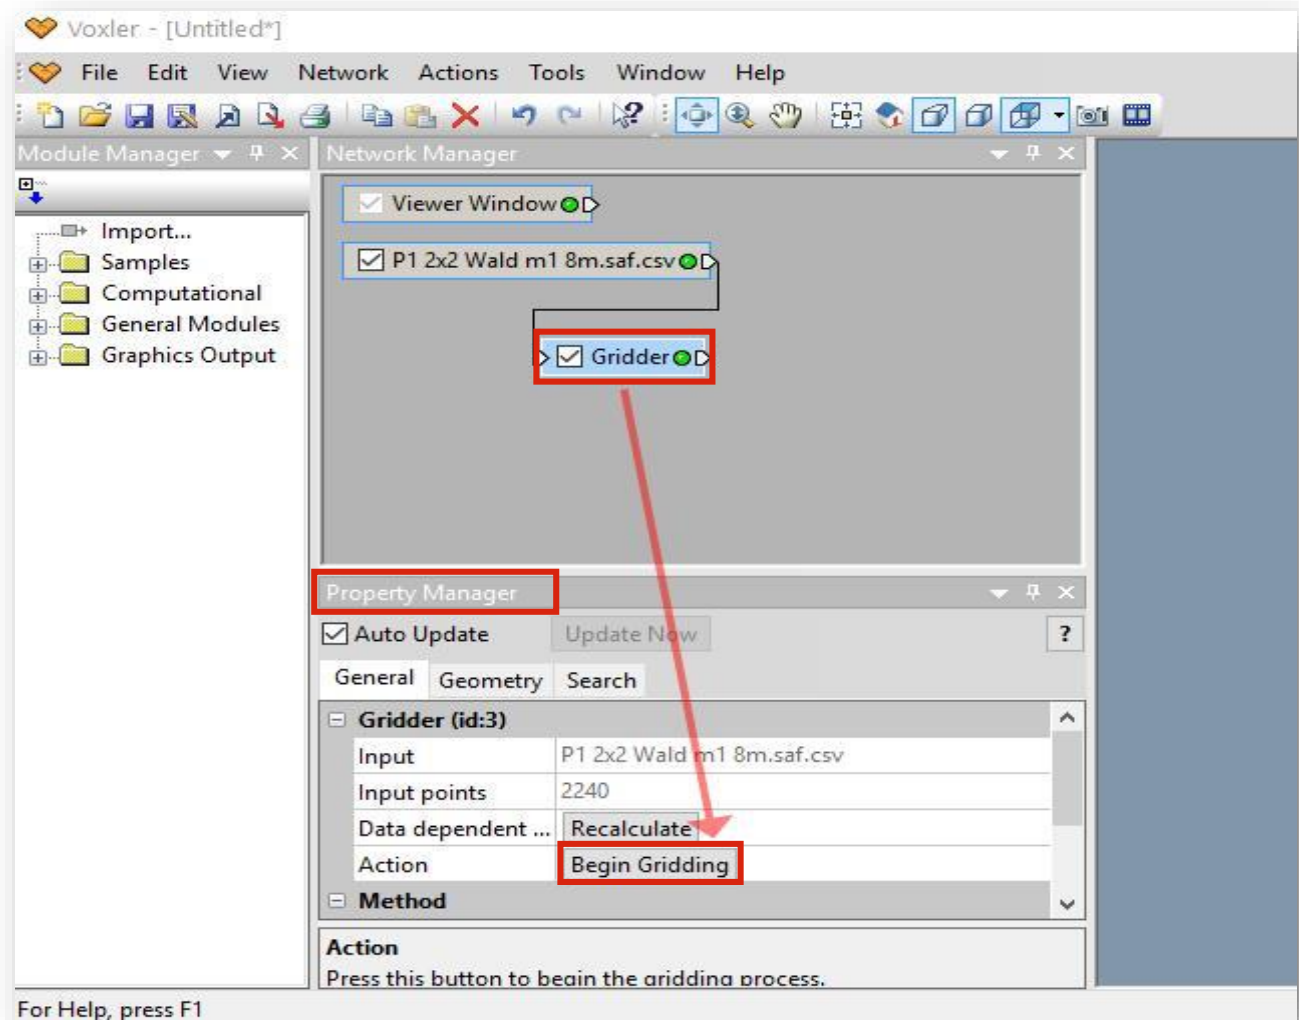 Voxler - [Untitled*]
File Edit View Network Actions Tools Window Help
Module Manager
Import...
Samples
Computational
General Modules
Graphics Output
Network Manager
Viewer Window
P1 2x2 Wald m1 8m.saf.csv
Gridder
Property Manager
Auto Update Update Now ?
General Geometry Search
Gridder (id:3)
Input P1 2x2 Wald m1 8m.saf.csv
Input points 2240
Data dependent ... Recalculate
Action Begin Gridding
Method
Action
Press this button to begin the gridding process.
For Help, press F1